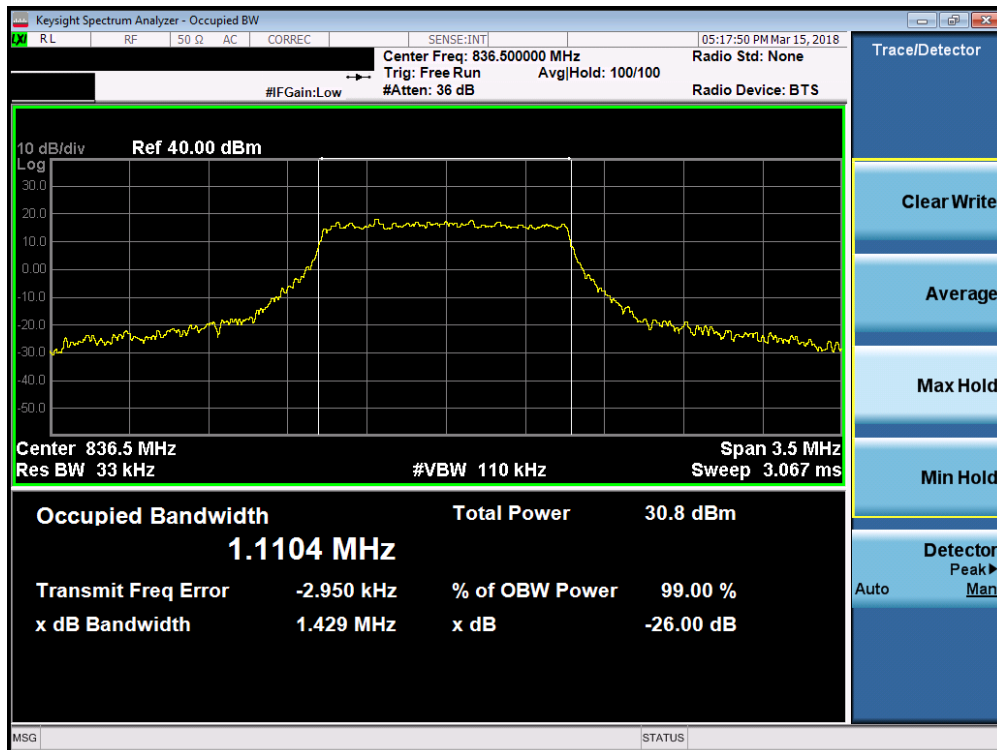 Keysight Spectrum Analyzer - Occupied BW
LXI RL RF 50 Ω AC CORREC SENSE:INT 05:17:50 PM Mar 15, 2018
Center Freq: 836.500000 MHz Radio Std: None
Trig: Free Run Avg|Hold: 100/100
#IFGain:Low #Atten: 36 dB Radio Device: BTS
10 dB/div Ref 40.00 dBm
Log
30.0
20.0
10.0
0.00
-10.0
-20.0
-30.0
-40.0
-50.0
Center 836.5 MHz Span 3.5 MHz
Res BW 33 kHz #VBW 110 kHz Sweep 3.067 ms
Occupied Bandwidth Total Power 30.8 dBm
1.1104 MHz
Transmit Freq Error -2.950 kHz % of OBW Power 99.00 %
x dB Bandwidth 1.429 MHz x dB -26.00 dB
Trace/Detector
Clear Write
Average
Max Hold
Min Hold
Detector
Peak▶
Auto Man
MSG STATUS